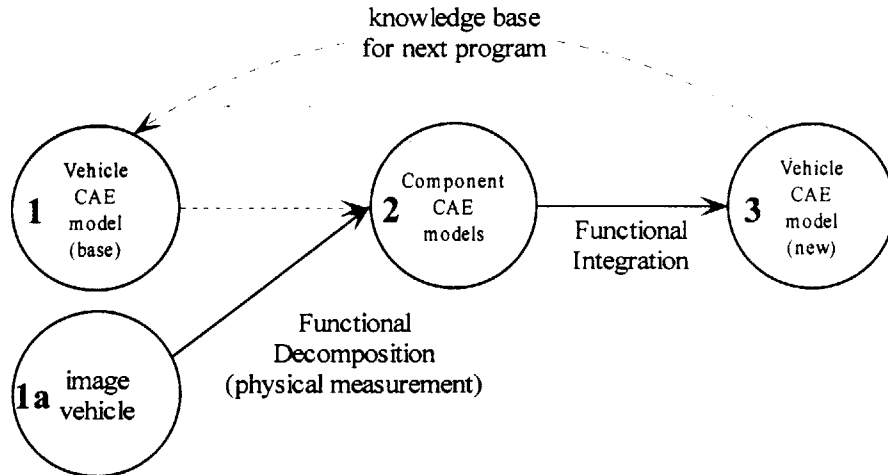 knowledge base
for next program
1
Vehicle
CAE
model
(base)
2
Component
CAE
models
3
Vehicle
CAE
model
(new)
Functional
Integration
Functional
Decomposition
(physical measurement)
1a
image
vehicle